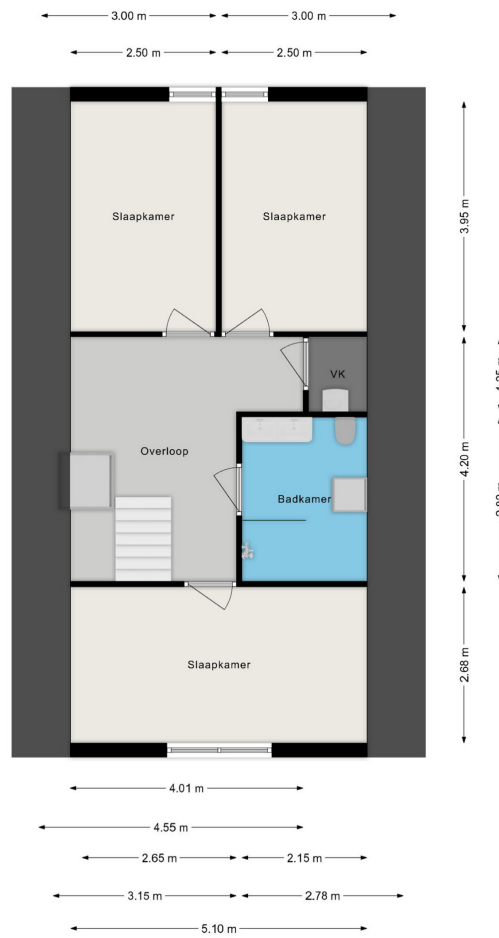 3.00 m
3.00 m
2.50 m
2.50 m
Slaapkamer
Slaapkamer
3.95 m
VK
Overloop
4.20 m
Badkamer
Slaapkamer
2.68 m
4.01 m
4.55 m
2.65 m
2.15 m
3.15 m
2.78 m
5.10 m